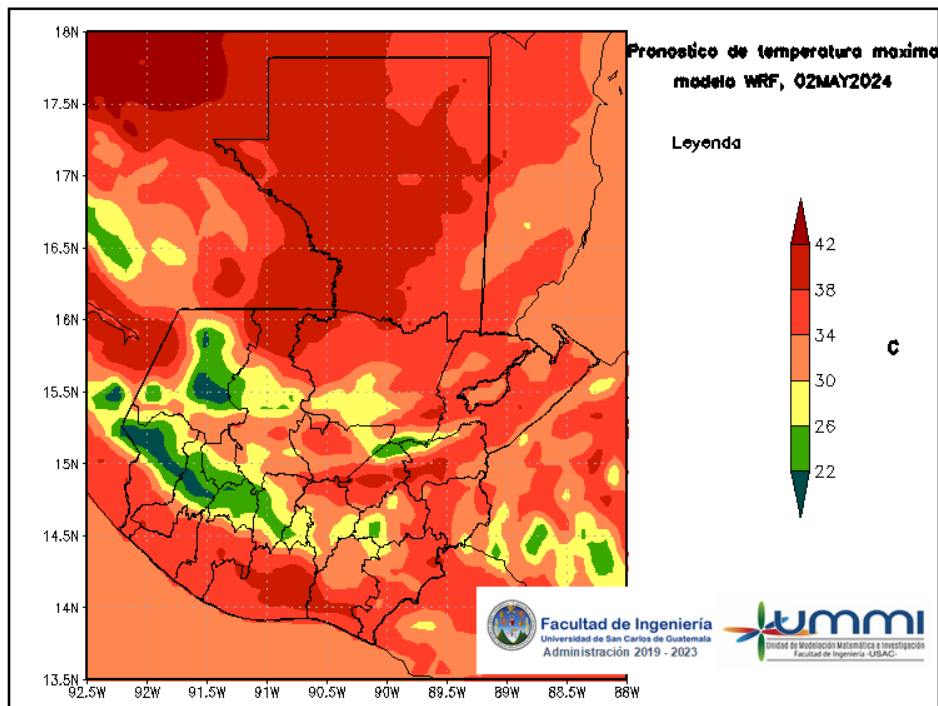 Pronostico de temperatura maxima
modelo WRF, 02MAY2024
Leyenda
42
38
34
30
26
22
C
18N
17.5N
17N
16.5N
16N
15.5N
15N
14.5N
14N
13.5N
92.5W 92W 91.5W 91W 90.5W 90W 89.5W 89W 88.5W 88W
Facultad de Ingeniería
Universidad de San Carlos de Guatemala
Administración 2019 - 2023
ummi
Unidad de Modelación Matemática e Investigación
Facultad de Ingeniería -USAC-